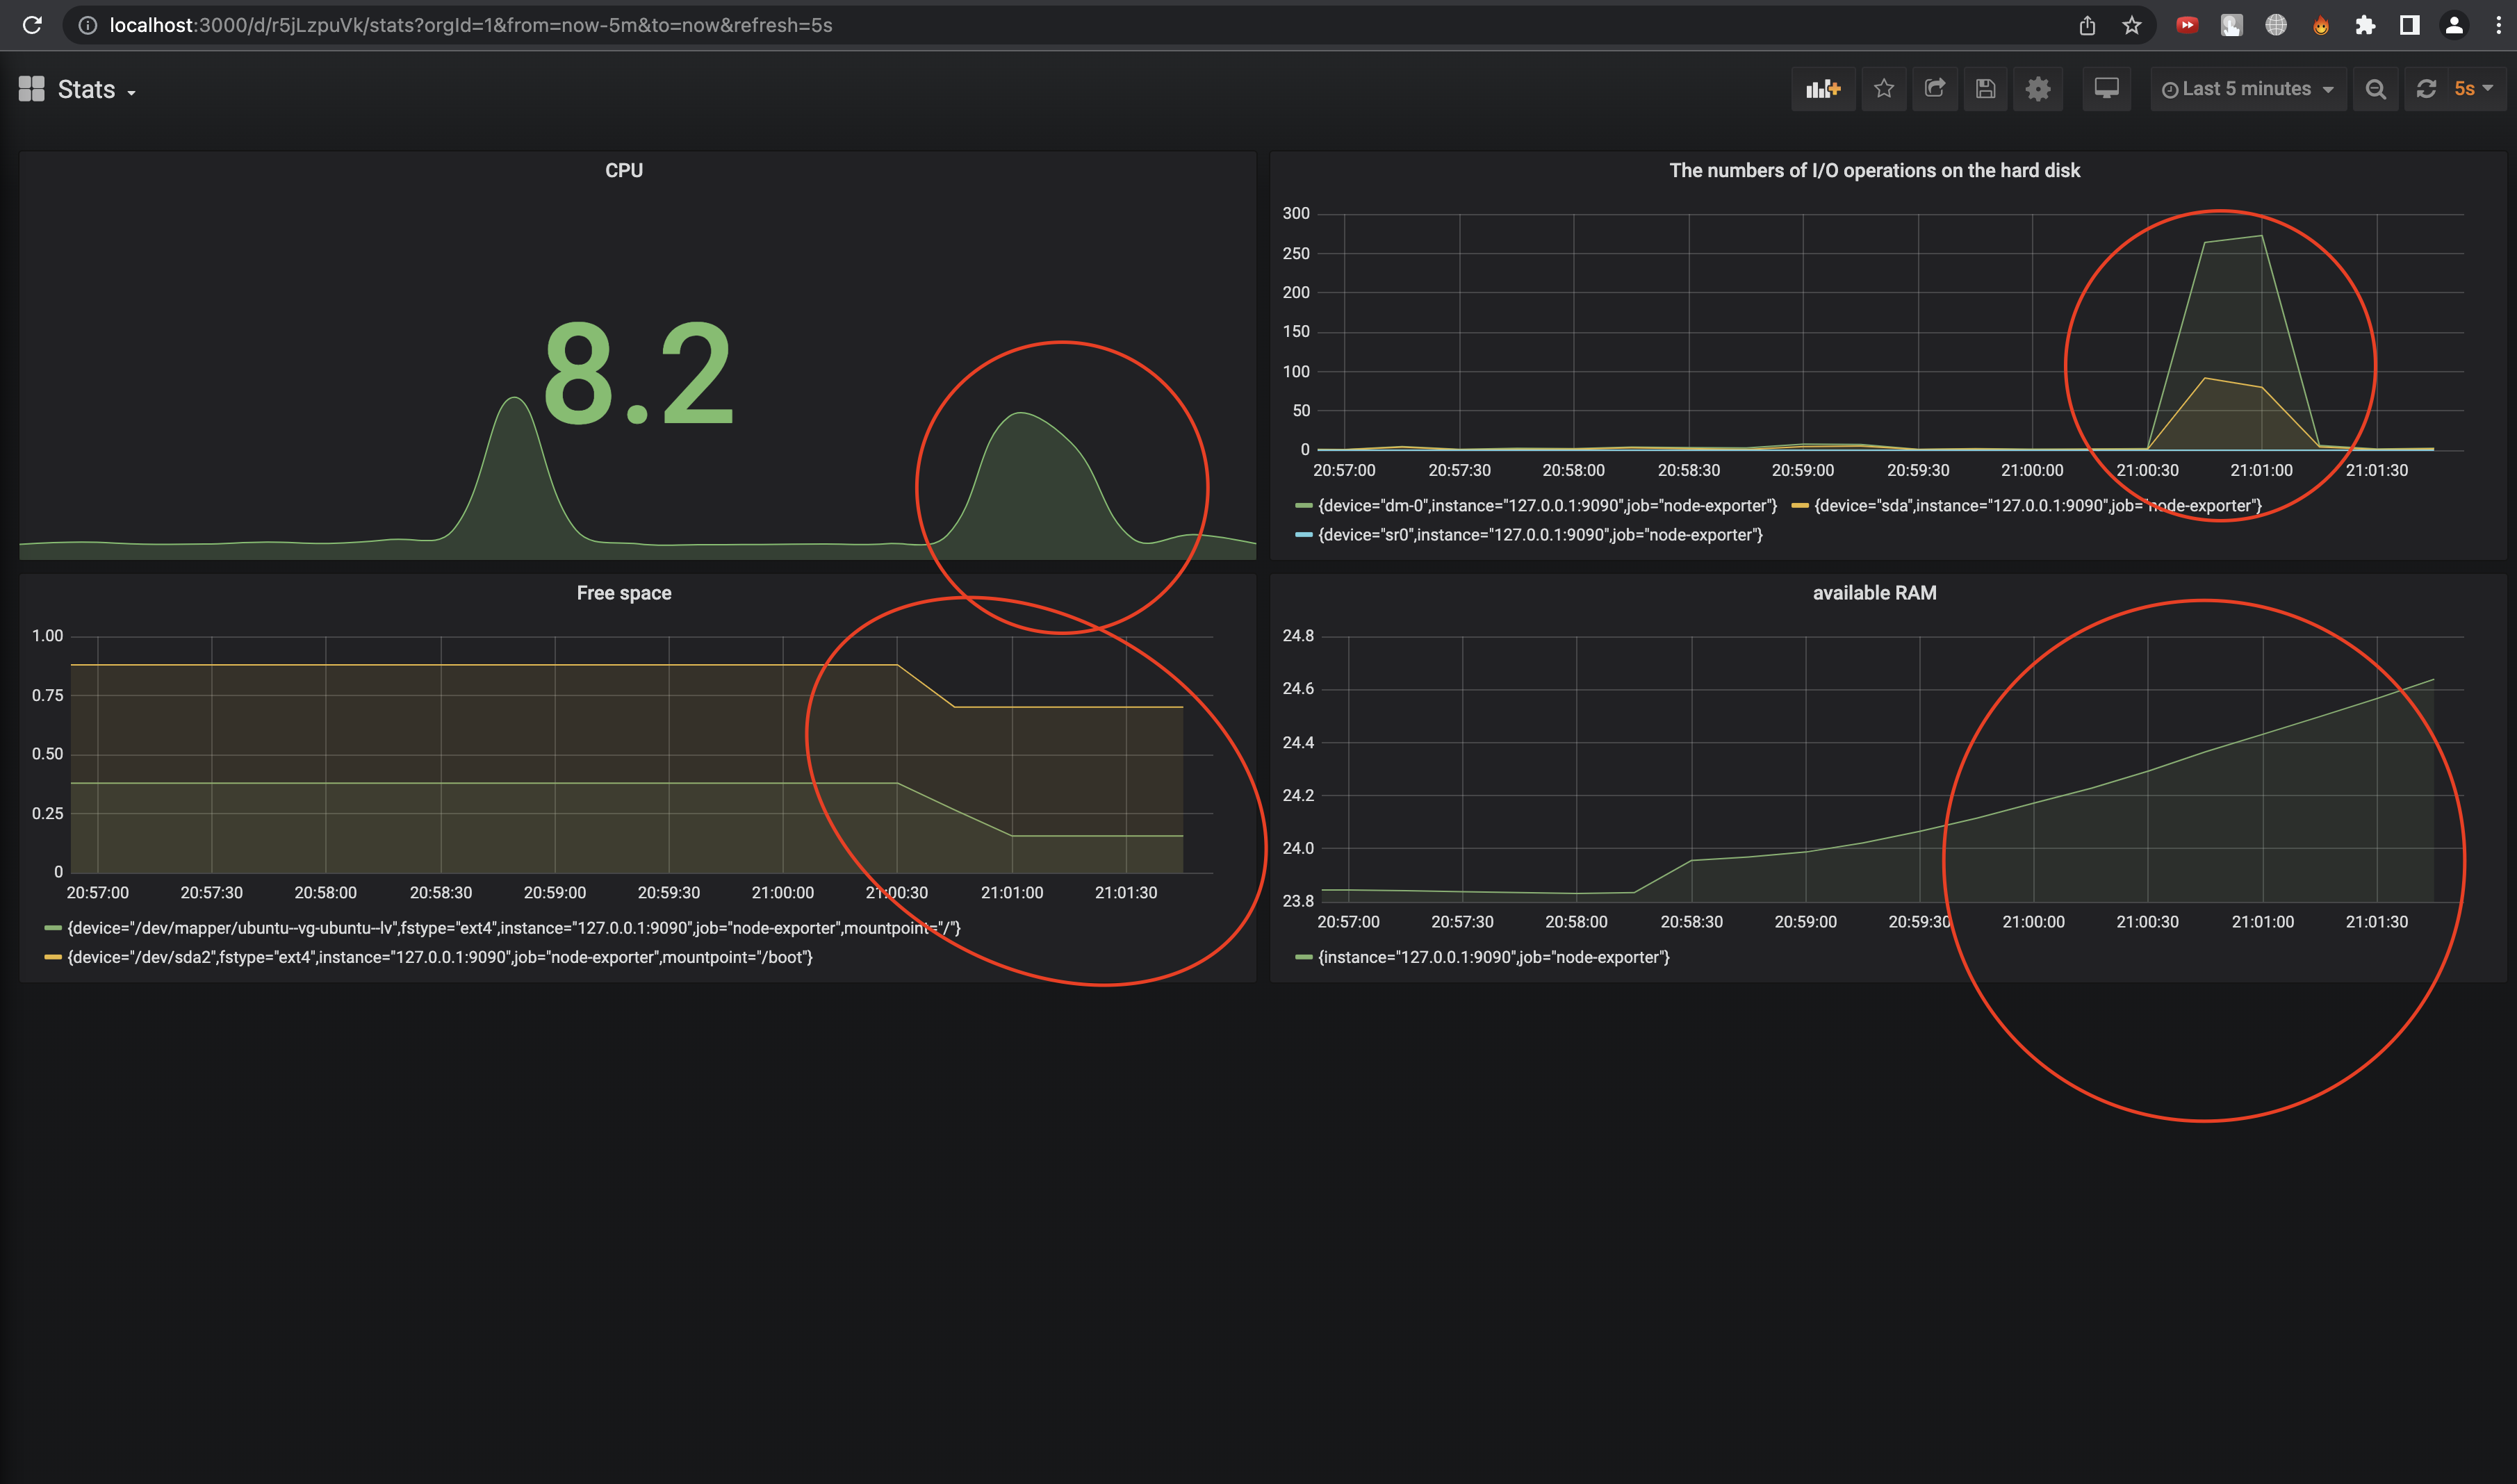 localhost:3000/d/r5jLzpuVk/stats?orgId=1&from=now-5m&to=now&refresh=5s
Stats
Last 5 minutes
5s
CPU
8.2
The numbers of I/O operations on the hard disk
300
250
200
150
100
50
0
20:57:00 20:57:30 20:58:00 20:58:30 20:59:00 20:59:30 21:00:00 21:00:30 21:01:00 21:01:30
{device="dm-0",instance="127.0.0.1:9090",job="node-exporter"} {device="sda",instance="127.0.0.1:9090",job="node-exporter"}
{device="sr0",instance="127.0.0.1:9090",job="node-exporter"}
Free space
1.00
0.75
0.50
0.25
0
20:57:00 20:57:30 20:58:00 20:58:30 20:59:00 20:59:30 21:00:00 21:00:30 21:01:00 21:01:30
{device="/dev/mapper/ubuntu--vg-ubuntu--lv",fstype="ext4",instance="127.0.0.1:9090",job="node-exporter",mountpoint="/"}
{device="/dev/sda2",fstype="ext4",instance="127.0.0.1:9090",job="node-exporter",mountpoint="/boot"}
available RAM
24.8
24.6
24.4
24.2
24.0
23.8
20:57:00 20:57:30 20:58:00 20:58:30 20:59:00 20:59:30 21:00:00 21:00:30 21:01:00 21:01:30
{instance="127.0.0.1:9090",job="node-exporter"}